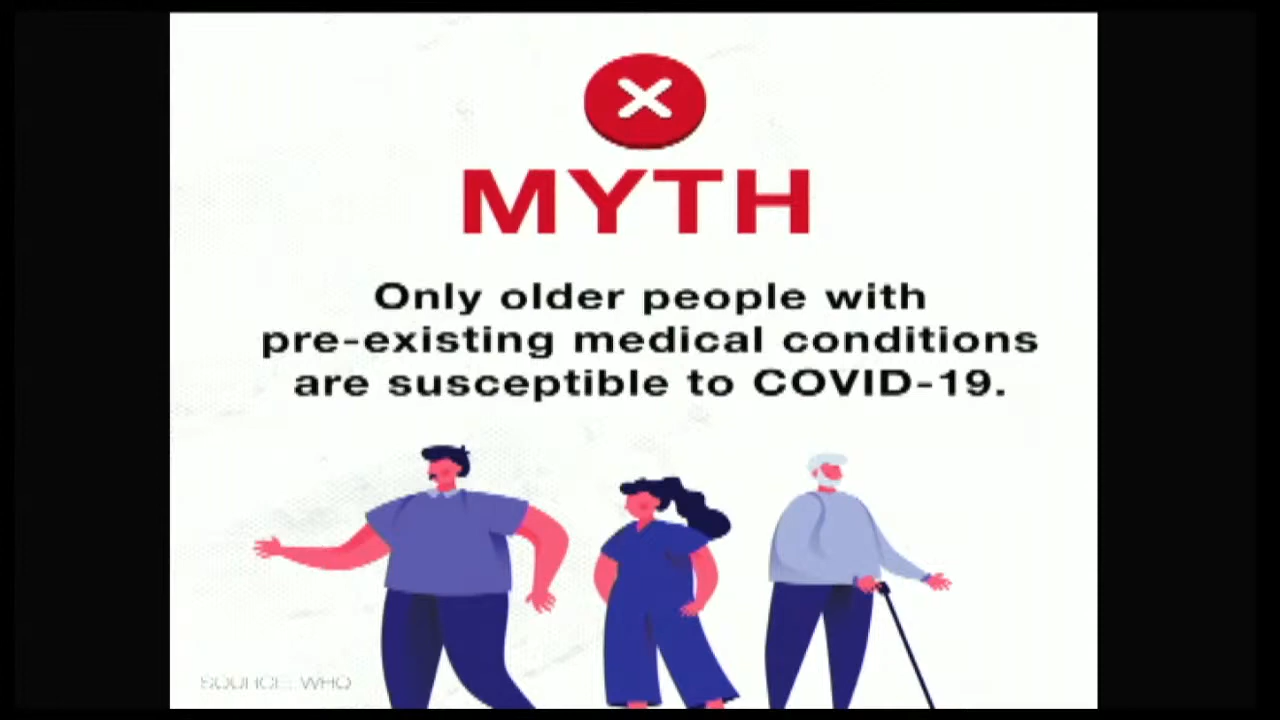 MYTH
Only older people with
pre-existing medical conditions
are susceptible to COVID-19.
SOURCE: WHO